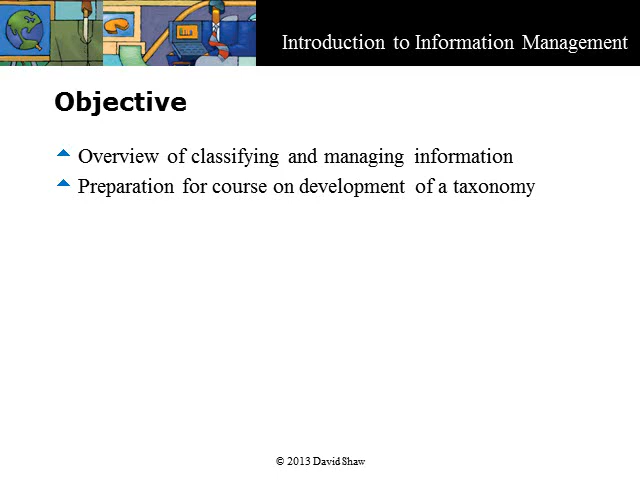 Introduction to Information Management
Objective
Overview of classifying and managing information
Preparation for course on development of a taxonomy
© 2013 David Shaw